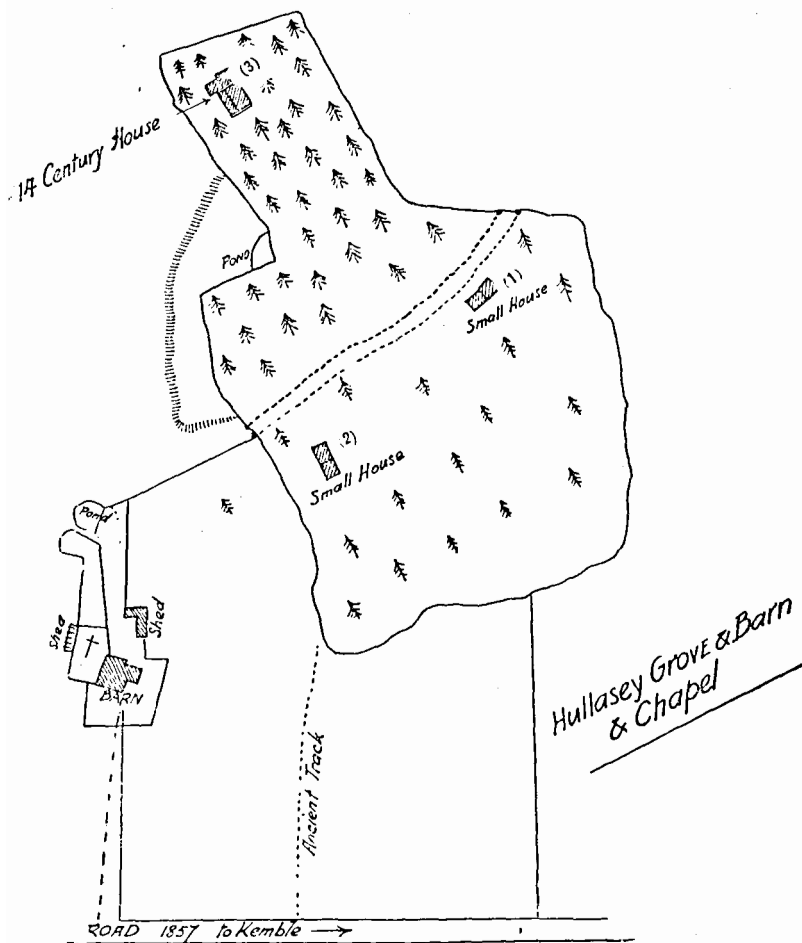 (3)
14 Century House
POND
(1)
Small House
(2)
Small House
Pond
Shed
Shed
BARN
Ancient Track
Hullasey Grove & Barn
& Chapel
ROAD 1857 to Kemble